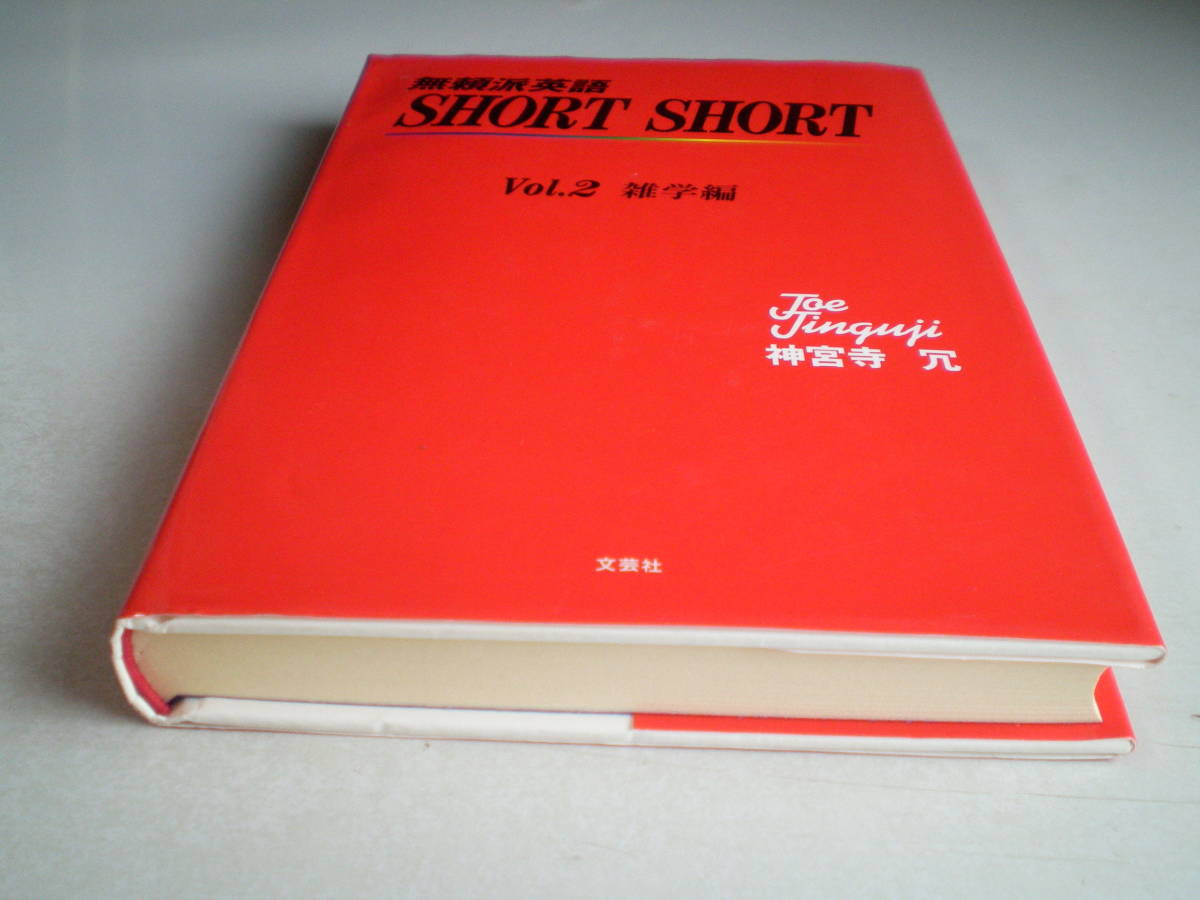 無頼派英語
SHORT SHORT
Vol.2 雑学編
Joe
Jinguji
神宮寺 冗
文芸社